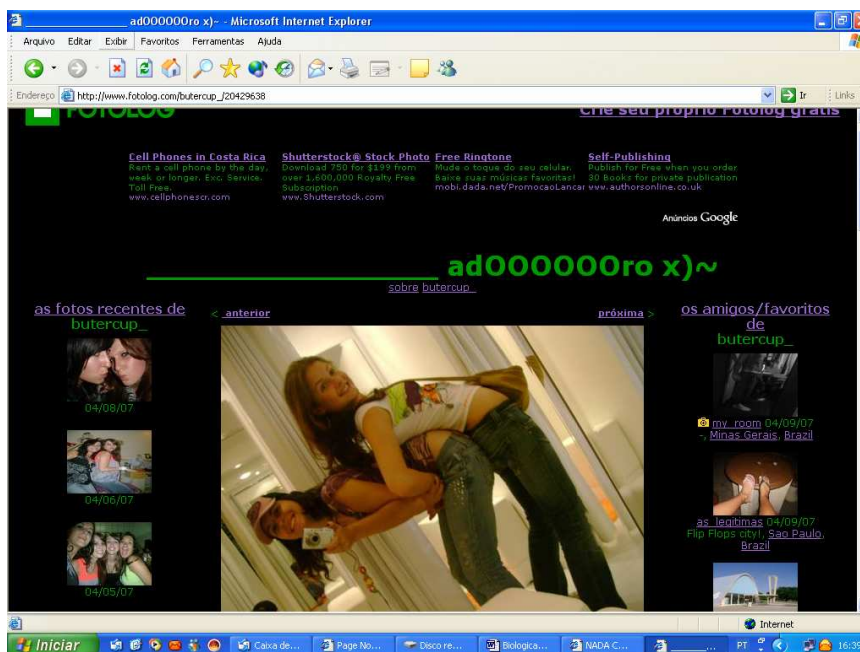 ____________________ adOOOOOOro x)~ - Microsoft Internet Explorer
Arquivo Editar Exibir Favoritos Ferramentas Ajuda
Endereço http://www.fotolog.com/butercup_/20429638 Ir Links
FOTOLOG Crie seu próprio Fotolog grátis
Cell Phones in Costa Rica
Rent a cell phone by the day,
week or longer. Exc. Service.
Toll Free.
www.cellphonescr.com
Shutterstock® Stock Photo
Download 750 for $199 from
over 1,600,000 Royalty Free
Subscription
www.Shutterstock.com
Free Ringtone
Mude o toque do seu celular.
Baixe suas músicas favoritas!
mobi.dada.net/PromocaoLancar
Self-Publishing
Publish for Free when you order
30 Books for private publication
www.authorsonline.co.uk
Anúncios Google
____________________ adOOOOOOro x)~
sobre butercup_
as fotos recentes de
butercup_
04/08/07
04/06/07
04/05/07
< anterior próxima >
os amigos/favoritos
de
butercup_
my_room 04/09/07
-, Minas Gerais, Brazil
as_legitimas 04/09/07
Flip Flops city!, Sao Paulo,
Brazil
Internet
Iniciar Caixa de... Page No... Disco re... Biologica... NADA C... ______... PT 16:39